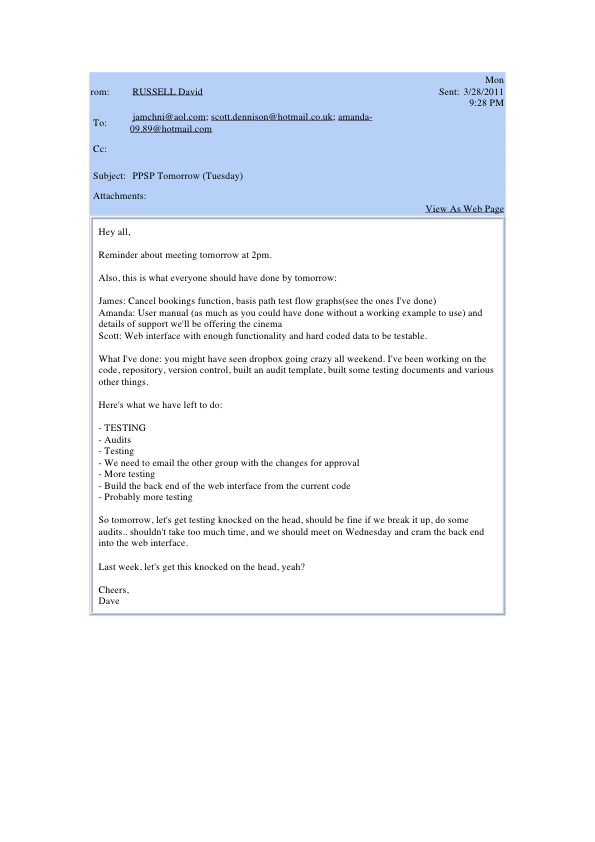 Mon
rom: RUSSELL David Sent: 3/28/2011
9:28 PM
To: jamchni@aol.com; scott.dennison@hotmail.co.uk; amanda-
09.89@hotmail.com
Cc:
Subject: PPSP Tomorrow (Tuesday)
Attachments:
View As Web Page
Hey all,
Reminder about meeting tomorrow at 2pm.
Also, this is what everyone should have done by tomorrow:
James: Cancel bookings function, basis path test flow graphs(see the ones I've done)
Amanda: User manual (as much as you could have done without a working example to use) and
details of support we'll be offering the cinema
Scott: Web interface with enough functionality and hard coded data to be testable.
What I've done: you might have seen dropbox going crazy all weekend. I've been working on the
code, repository, version control, built an audit template, built some testing documents and various
other things.
Here's what we have left to do:
- TESTING
- Audits
- Testing
- We need to email the other group with the changes for approval
- More testing
- Build the back end of the web interface from the current code
- Probably more testing
So tomorrow, let's get testing knocked on the head, should be fine if we break it up, do some
audits.. shouldn't take too much time, and we should meet on Wednesday and cram the back end
into the web interface.
Last week, let's get this knocked on the head, yeah?
Cheers,
Dave